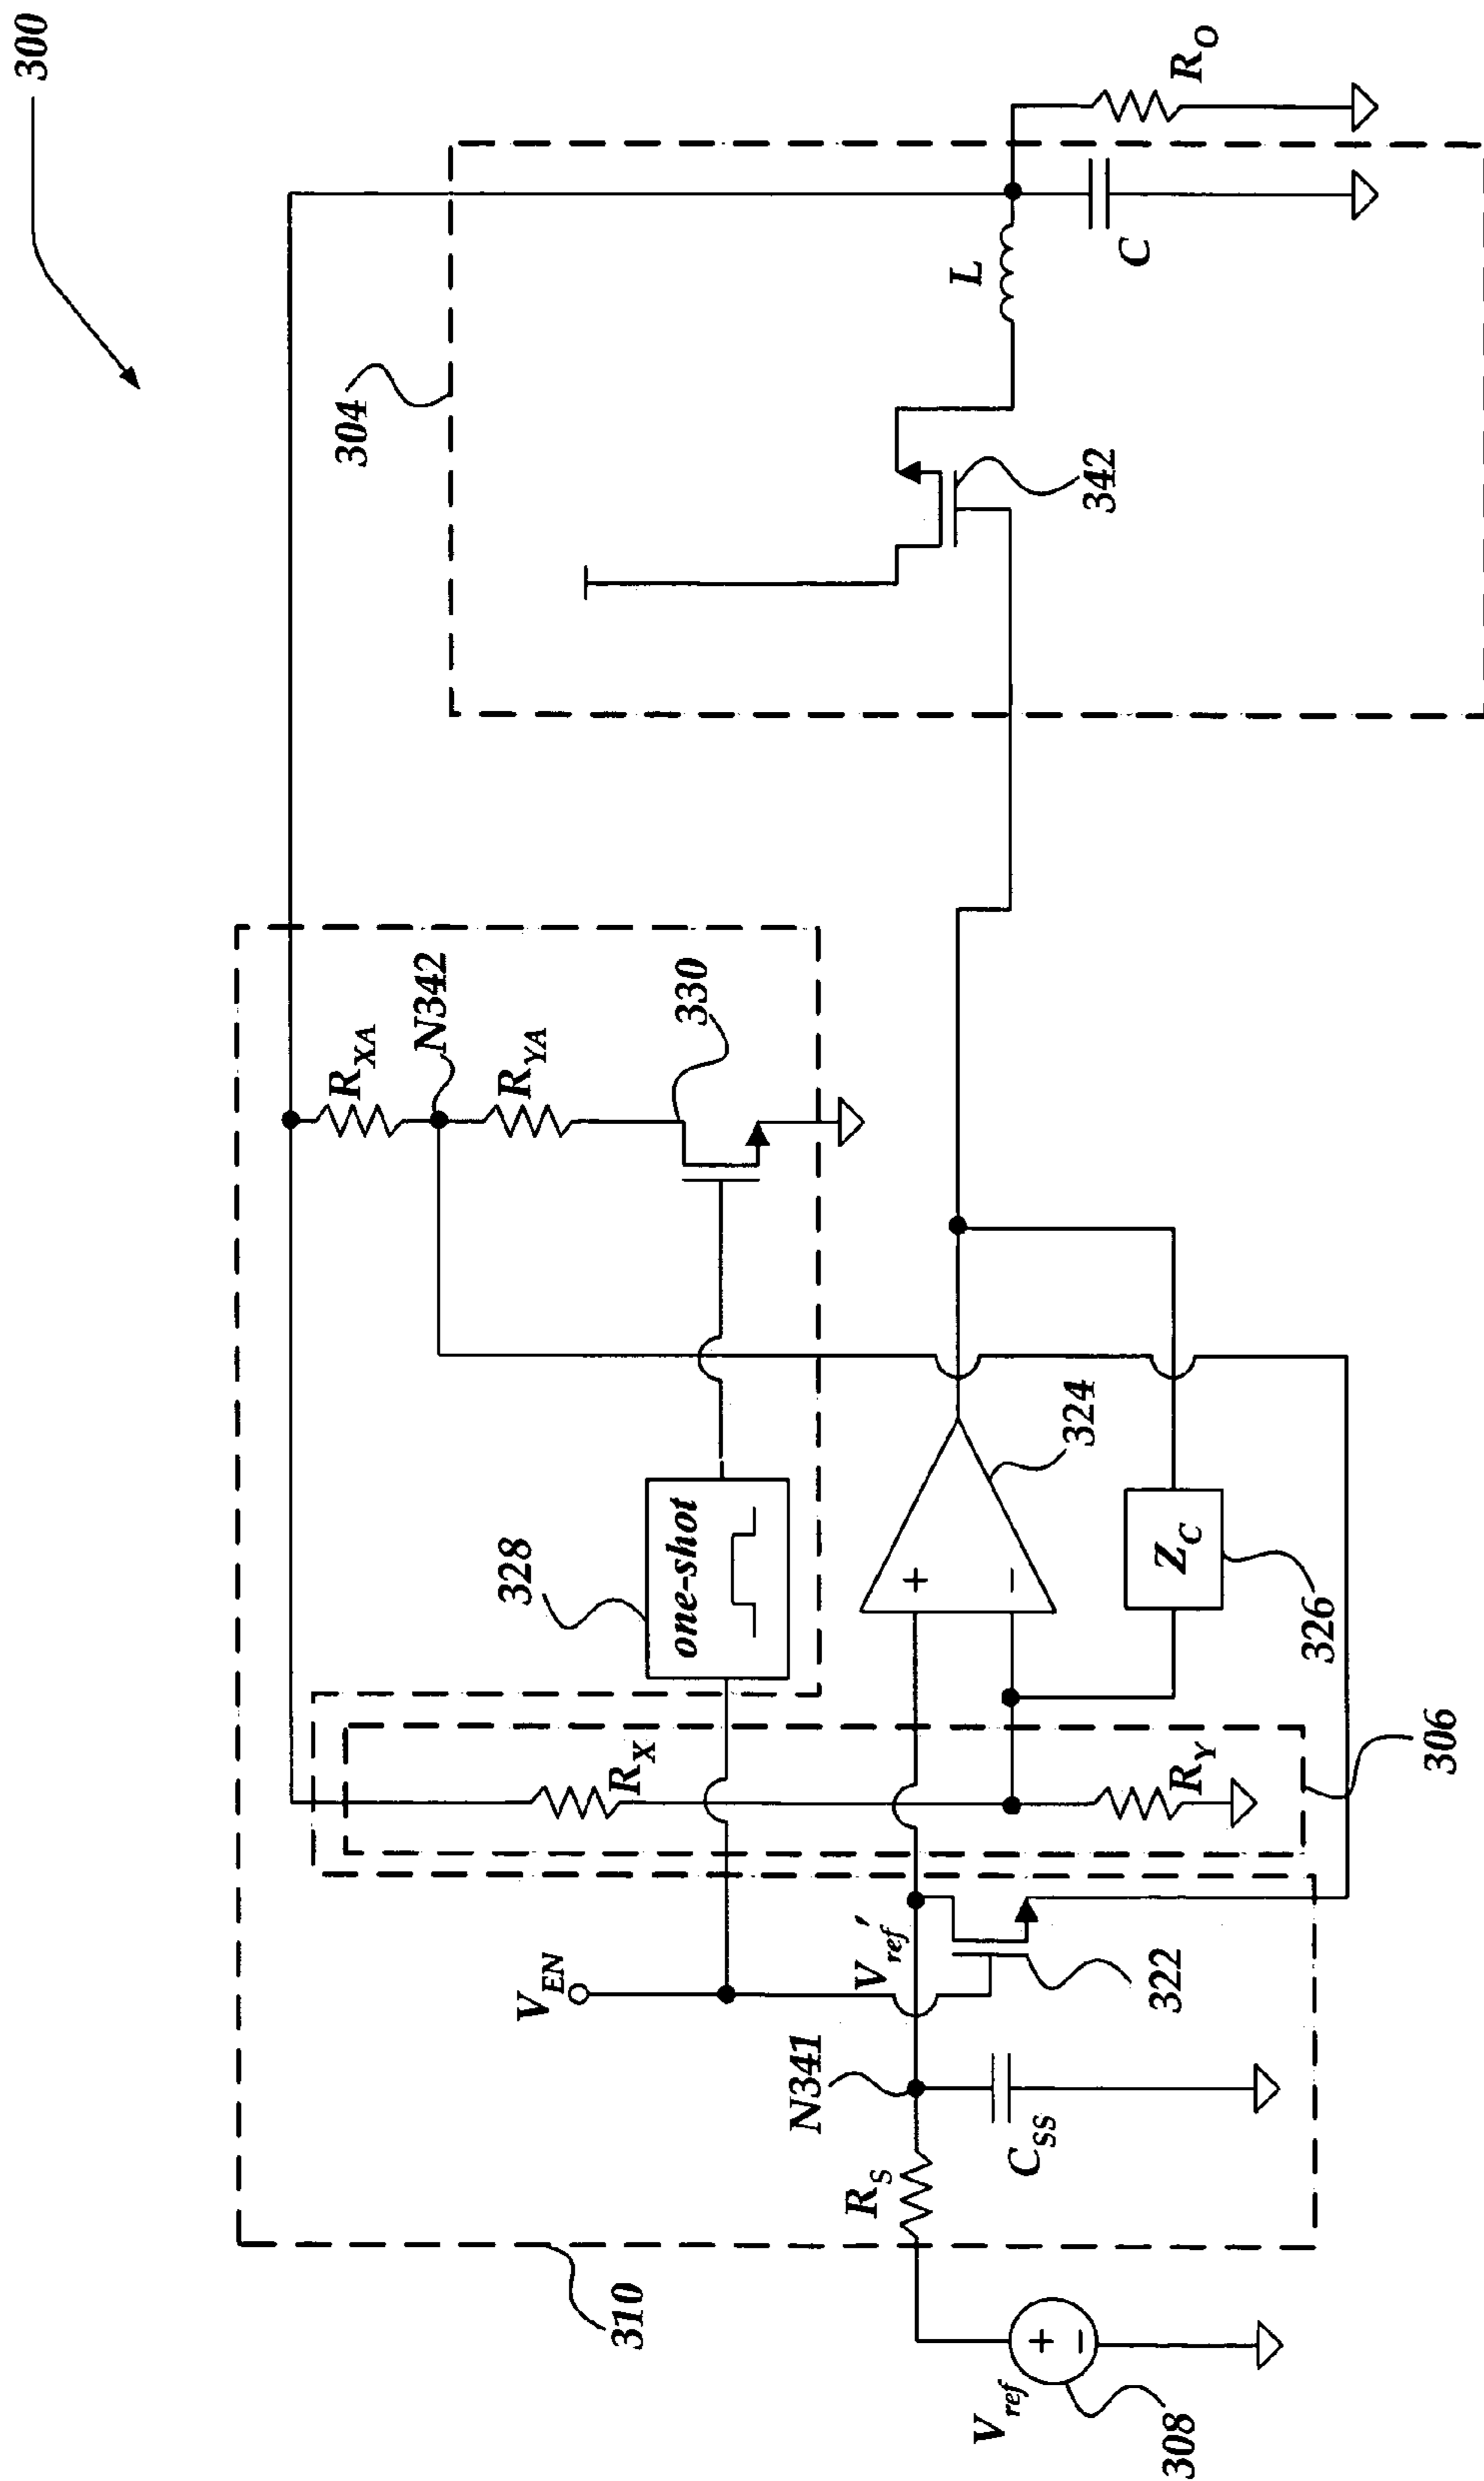 300
304
R_O
L
C
342
R_XA
N342
R_YA
330
328
one-shot
324
+
−
Z_C
326
R_X
R_Y
306
V_EN
V_ref'
322
N341
R_S
C_SS
310
V_ref
+
−
308